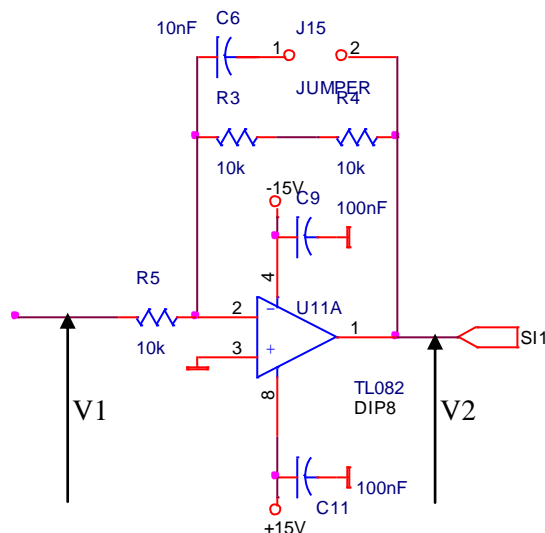 C6
10nF
J15
1
2
JUMPER
R3
R4
10k
10k
-15V
C9
100nF
4
R5
U11A
2
−
1
SI1
10k
3
+
TL082
DIP8
V1
8
V2
100nF
C11
+15V